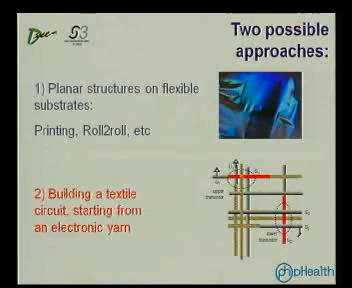 Two possible
approaches:
1) Planar structures on flexible
substrates:
Printing, Roll2roll, etc
2) Building a textile
circuit, starting from
an electronic yarn
upper
transistor
lower
transistor
phipHealth